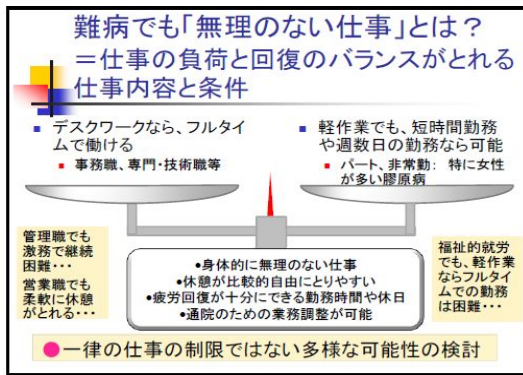 難病でも「無理のない仕事」とは？
＝仕事の負荷と回復のバランスがとれる
仕事内容と条件
デスクワークなら、フルタイ
ムで働ける
事務職、専門・技術職等
軽作業でも、短時間勤務
や週数日の勤務なら可能
パート、非常勤： 特に女性
が多い膠原病
管理職でも
激務で継続
困難・・・
営業職でも
柔軟に休憩
がとれる・・・
•身体的に無理のない仕事
•休憩が比較的自由にとりやすい
•疲労回復が十分にできる勤務時間や休日
•通院のための業務調整が可能
福祉的就労
でも、軽作業
ならフルタイ
ムでの勤務
は困難・・・
●一律の仕事の制限ではない多様な可能性の検討